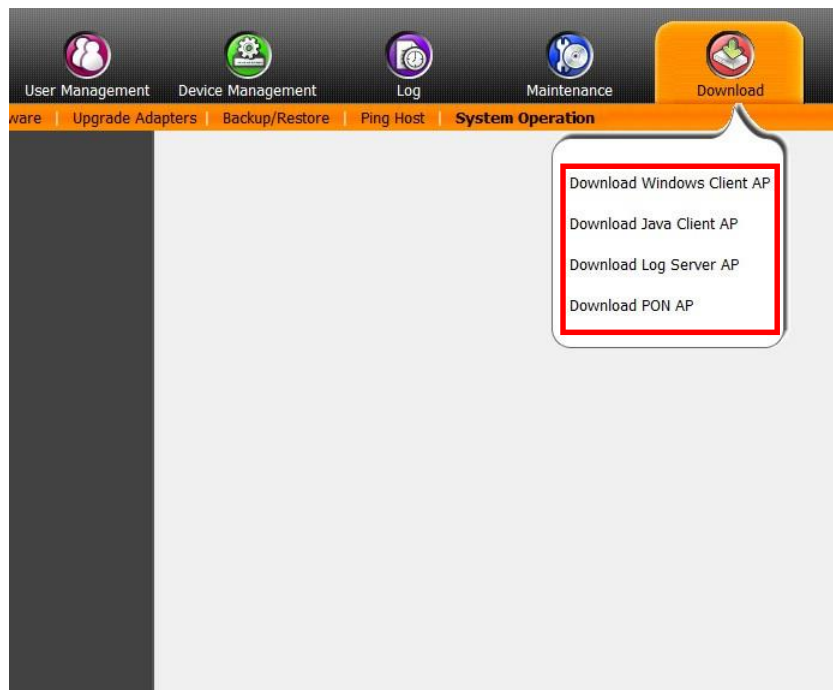 User Management Device Management Log Maintenance Download
ware | Upgrade Adapters | Backup/Restore | Ping Host | System Operation
Download Windows Client AP
Download Java Client AP
Download Log Server AP
Download PON AP